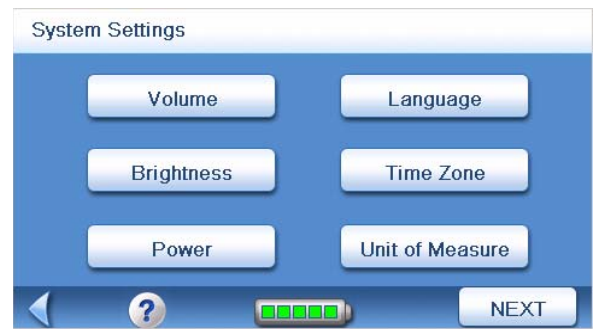 System Settings
Volume
Language
Brightness
Time Zone
Power
Unit of Measure
?
NEXT